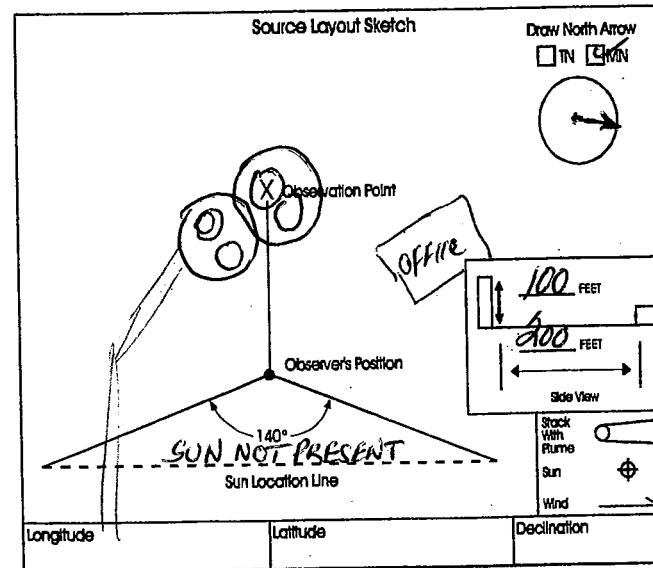 Source Layout Sketch
Draw North Arrow
TN MN
X Observation Point
OFFICE
100 FEET
200 FEET
Side View
Observer's Position
140°
SUN NOT PRESENT
Sun Location Line
Stack
With
Plume
Sun
Wind
Longitude
Latitude
Declination